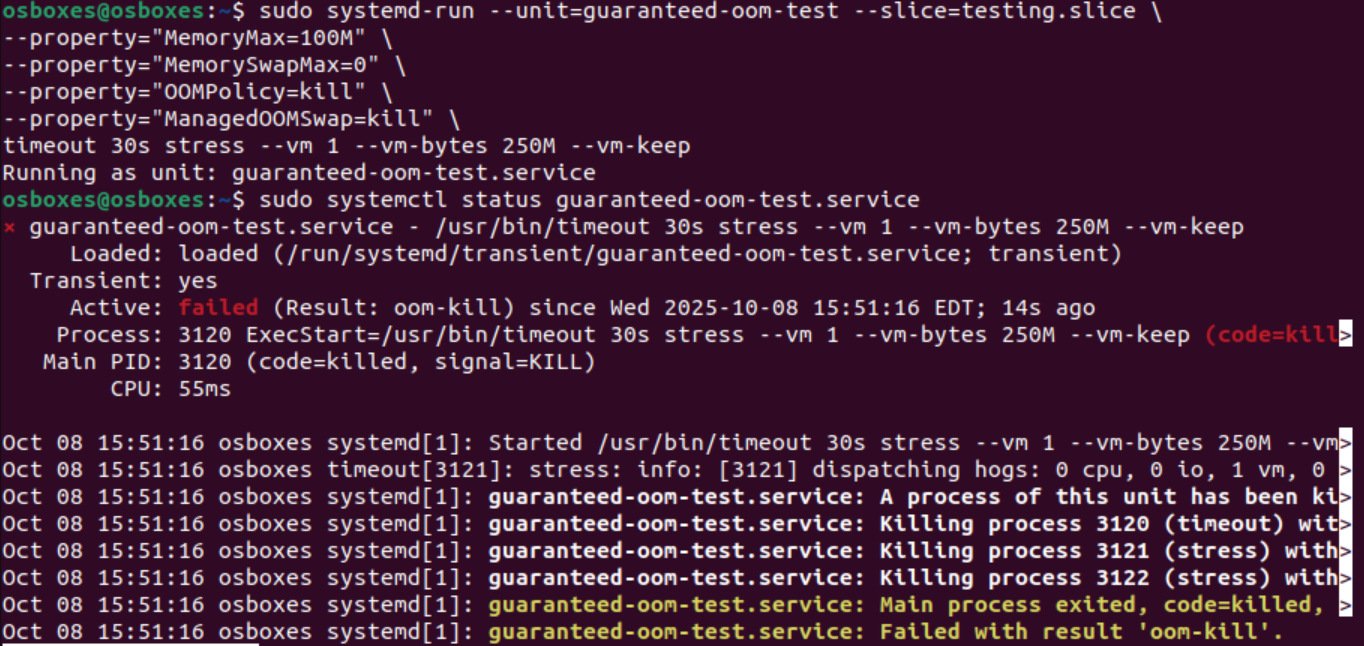 osboxes@osboxes:~$ sudo systemd-run --unit=guaranteed-oom-test --slice=testing.slice \
--property="MemoryMax=100M" \
--property="MemorySwapMax=0" \
--property="OOMPolicy=kill" \
--property="ManagedOOMSwap=kill" \
timeout 30s stress --vm 1 --vm-bytes 250M --vm-keep
Running as unit: guaranteed-oom-test.service
osboxes@osboxes:~$ sudo systemctl status guaranteed-oom-test.service
× guaranteed-oom-test.service - /usr/bin/timeout 30s stress --vm 1 --vm-bytes 250M --vm-keep
     Loaded: loaded (/run/systemd/transient/guaranteed-oom-test.service; transient)
  Transient: yes
     Active: failed (Result: oom-kill) since Wed 2025-10-08 15:51:16 EDT; 14s ago
    Process: 3120 ExecStart=/usr/bin/timeout 30s stress --vm 1 --vm-bytes 250M --vm-keep (code=kill>
   Main PID: 3120 (code=killed, signal=KILL)
        CPU: 55ms

Oct 08 15:51:16 osboxes systemd[1]: Started /usr/bin/timeout 30s stress --vm 1 --vm-bytes 250M --vm>
Oct 08 15:51:16 osboxes timeout[3121]: stress: info: [3121] dispatching hogs: 0 cpu, 0 io, 1 vm, 0 >
Oct 08 15:51:16 osboxes systemd[1]: guaranteed-oom-test.service: A process of this unit has been ki>
Oct 08 15:51:16 osboxes systemd[1]: guaranteed-oom-test.service: Killing process 3120 (timeout) wit>
Oct 08 15:51:16 osboxes systemd[1]: guaranteed-oom-test.service: Killing process 3121 (stress) with>
Oct 08 15:51:16 osboxes systemd[1]: guaranteed-oom-test.service: Killing process 3122 (stress) with>
Oct 08 15:51:16 osboxes systemd[1]: guaranteed-oom-test.service: Main process exited, code=killed, >
Oct 08 15:51:16 osboxes systemd[1]: guaranteed-oom-test.service: Failed with result 'oom-kill'.